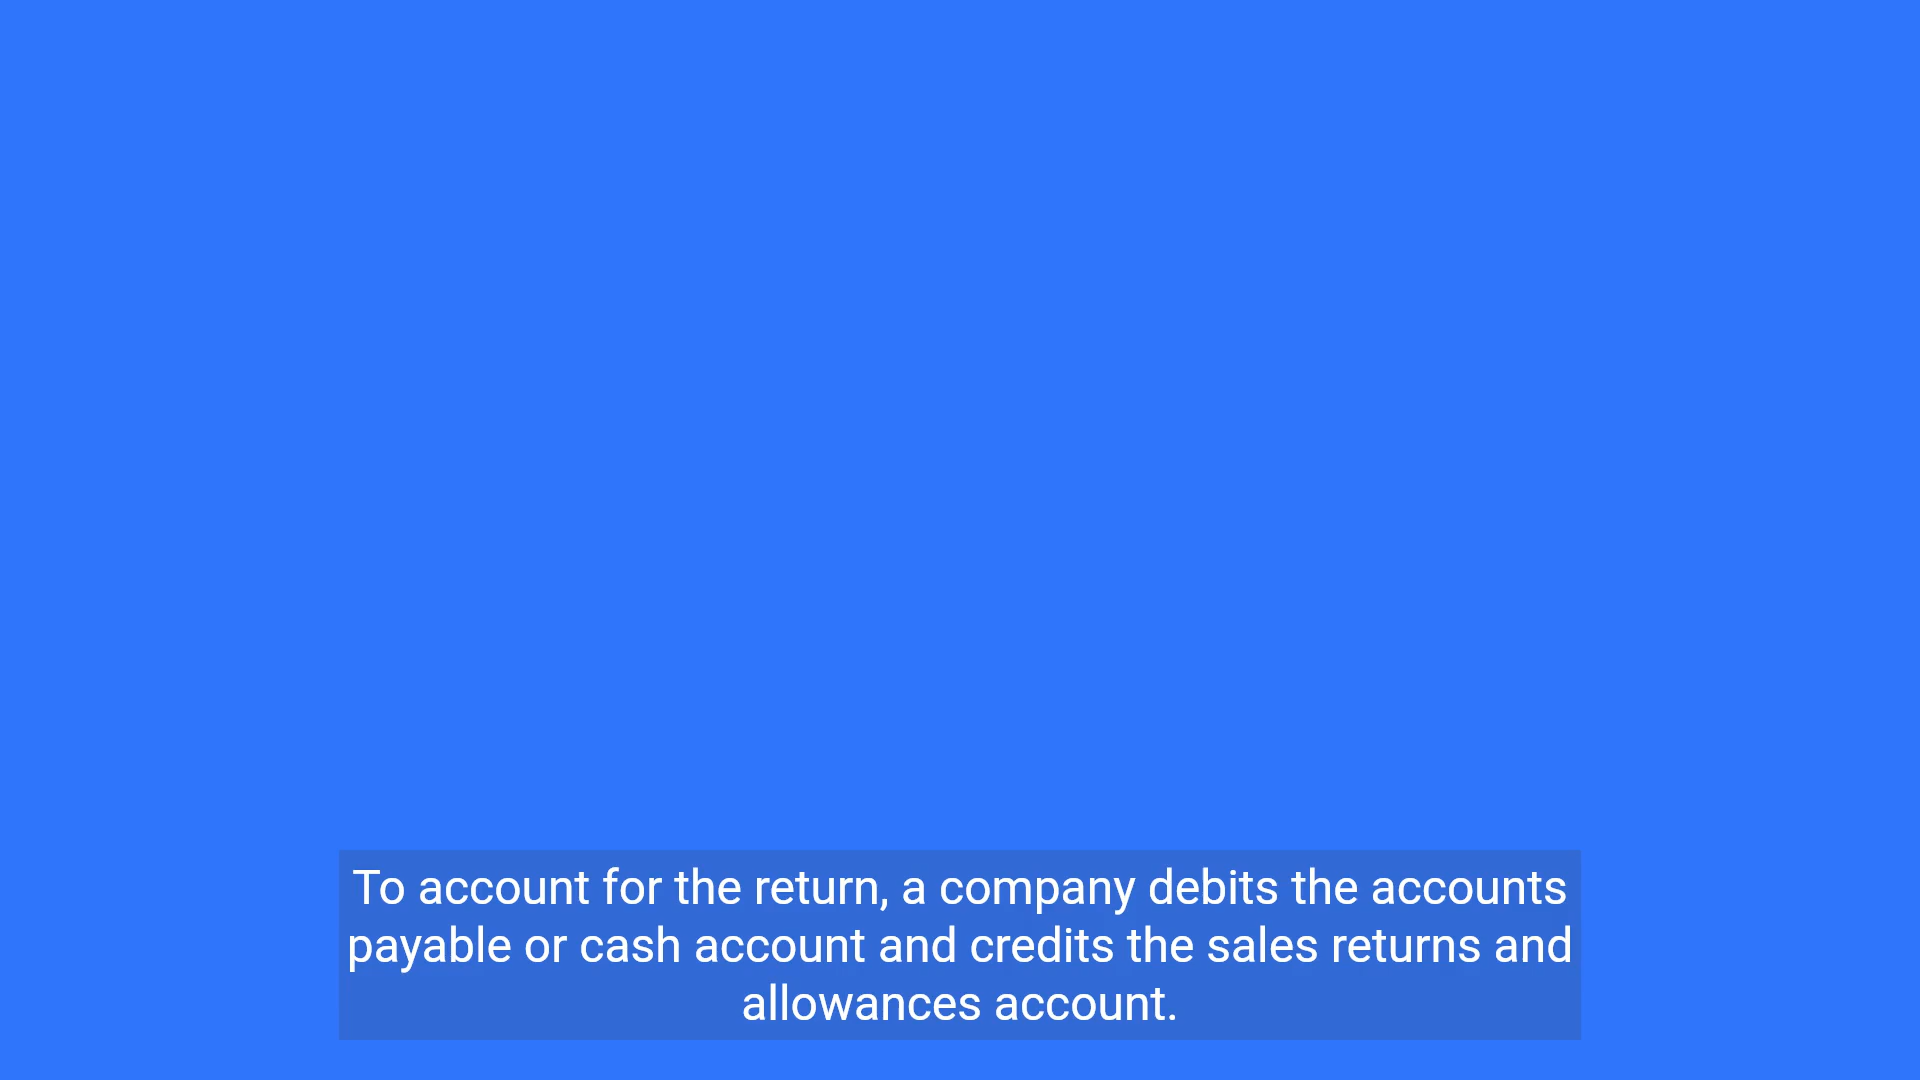 To account for the return, a company debits the accounts
payable or cash account and credits the sales returns and
allowances account.